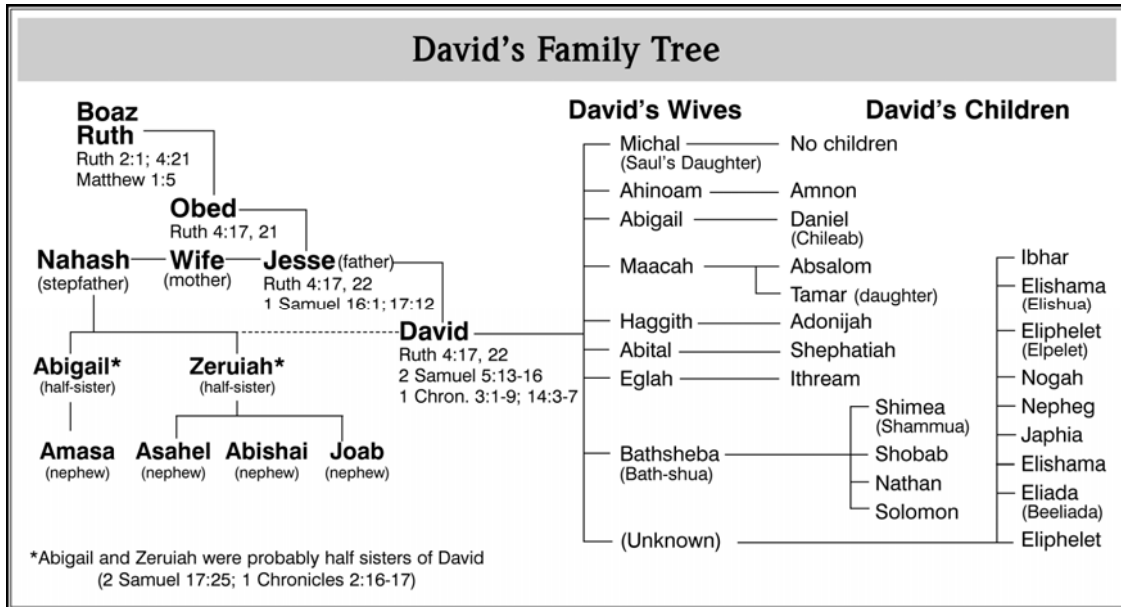 David's Family Tree
Boaz
Ruth
Ruth 2:1; 4:21
Matthew 1:5
Obed
Ruth 4:17, 21
Nahash
(stepfather)
Wife
(mother)
Jesse (father)
Ruth 4:17, 22
1 Samuel 16:1; 17:12
David
Ruth 4:17, 22
2 Samuel 5:13-16
1 Chron. 3:1-9; 14:3-7
Abigail*
(half-sister)
Zeruiah*
(half-sister)
Amasa
(nephew)
Asahel
(nephew)
Abishai
(nephew)
Joab
(nephew)
*Abigail and Zeruiah were probably half sisters of David
(2 Samuel 17:25; 1 Chronicles 2:16-17)
David's Wives
David's Children
Michal
(Saul's Daughter)
No children
Ahinoam
Amnon
Abigail
Daniel
(Chileab)
Maacah
Absalom
Tamar (daughter)
Haggith
Adonijah
Abital
Shephatiah
Eglah
Ithream
Bathsheba
(Bath-shua)
Shimea
(Shammua)
Shobab
Nathan
Solomon
(Unknown)
Ibhar
Elishama
(Elishua)
Eliphelet
(Elpelet)
Nogah
Nepheg
Japhia
Elishama
Eliada
(Beeliada)
Eliphelet